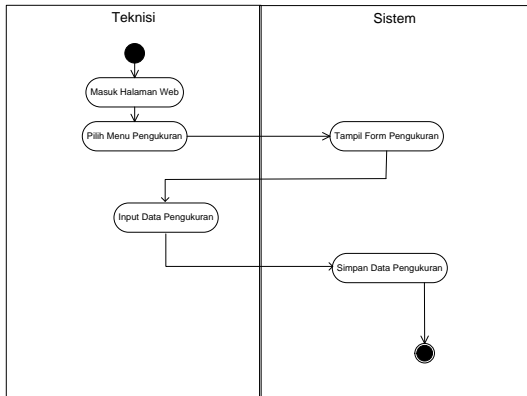 Teknisi
Sistem
Masuk Halaman Web
Pilih Menu Pengukuran
Tampil Form Pengukuran
Input Data Pengukuran
Simpan Data Pengukuran